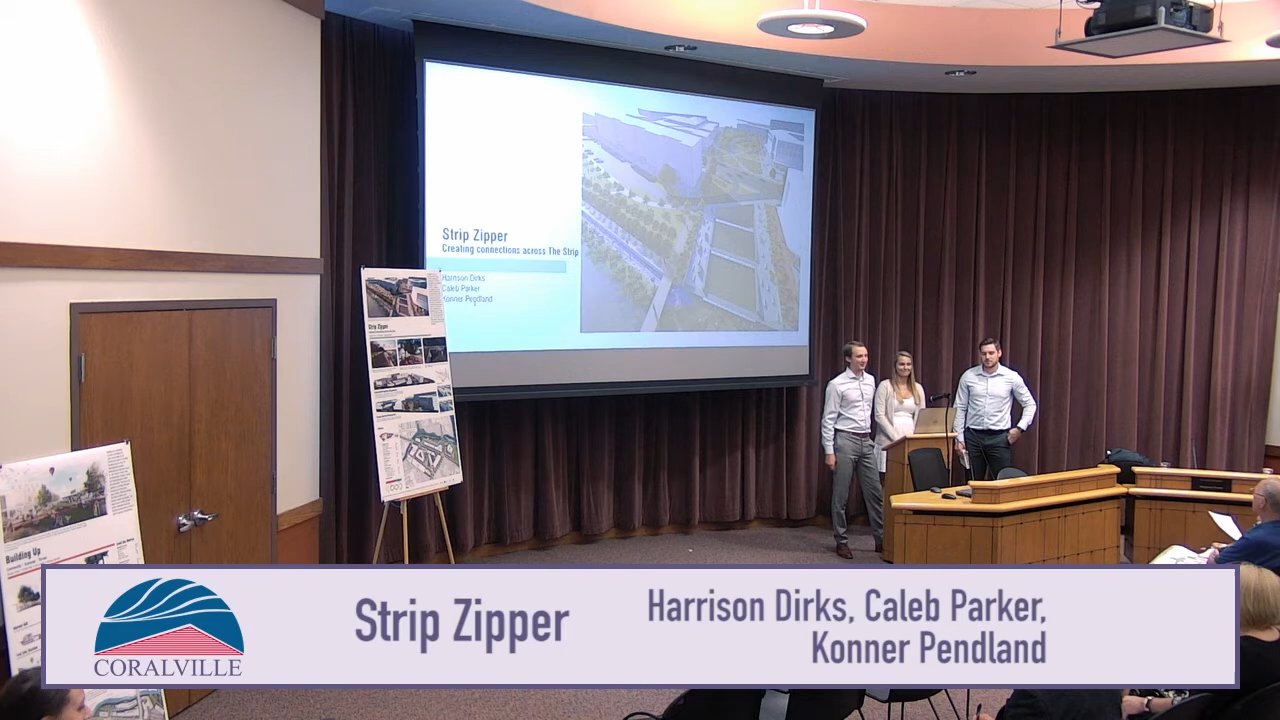 Strip Zipper
Creating connections across The Strip
Harrison Dirks
Caleb Parker
Konner Pendland
Strip Zipper
Building Up
CORALVILLE
Strip Zipper
Harrison Dirks, Caleb Parker,
Konner Pendland